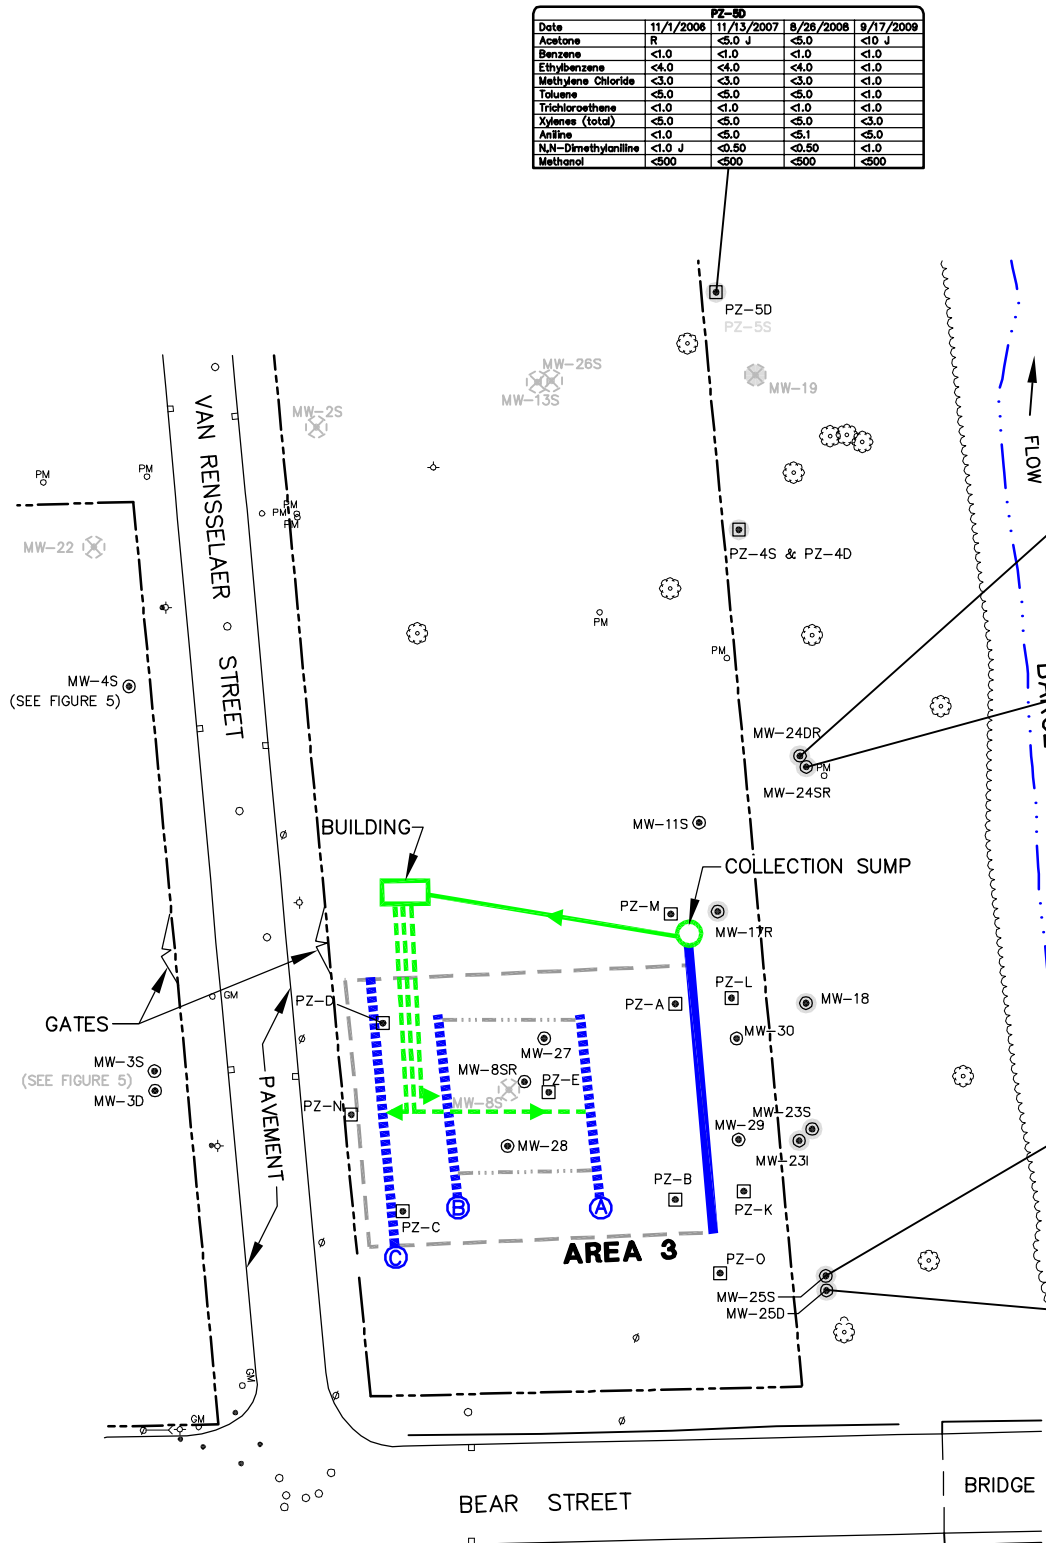 PZ-5D
Date 11/1/2006 11/13/2007 8/26/2008 9/17/2009
Acetone R <5.0 J <5.0 <10 J
Benzene <1.0 <1.0 <1.0 <1.0
Ethylbenzene <4.0 <4.0 <4.0 <1.0
Methylene Chloride <3.0 <3.0 <3.0 <1.0
Toluene <5.0 <5.0 <5.0 <1.0
Trichloroethene <1.0 <1.0 <1.0 <1.0
Xylenes (total) <5.0 <5.0 <5.0 <3.0
Aniline <1.0 <5.0 <5.1 <5.0
N,N-Dimethylaniline <1.0 J <0.50 <0.50 <1.0
Methanol <500 <500 <500 <500
PZ-5D
PZ-5S
MW-26S
MW-19
MW-13S
MW-2S
FLOW
VAN RENSSELAER STREET
PM
PM
PM
PM
PM
MW-22
PZ-4S & PZ-4D
PM
PM
MW-4S
(SEE FIGURE 5)
BARGE
MW-24DR
PM
MW-24SR
BUILDING
MW-11S
COLLECTION SUMP
PZ-M
MW-17R
GM
PZ-D
PZ-A
PZ-L
MW-18
GATES
MW-30
MW-27
MW-3S
(SEE FIGURE 5)
MW-3D
MW-8SR
PZ-E
MW-8S
PZ-N
PAVEMENT
MW-23S
MW-29
MW-28
MW-23I
PZ-B
PZ-K
B
A
PZ-C
C
AREA 3
PZ-O
MW-25S
MW-25D
GM
GM
BEAR STREET
BRIDGE